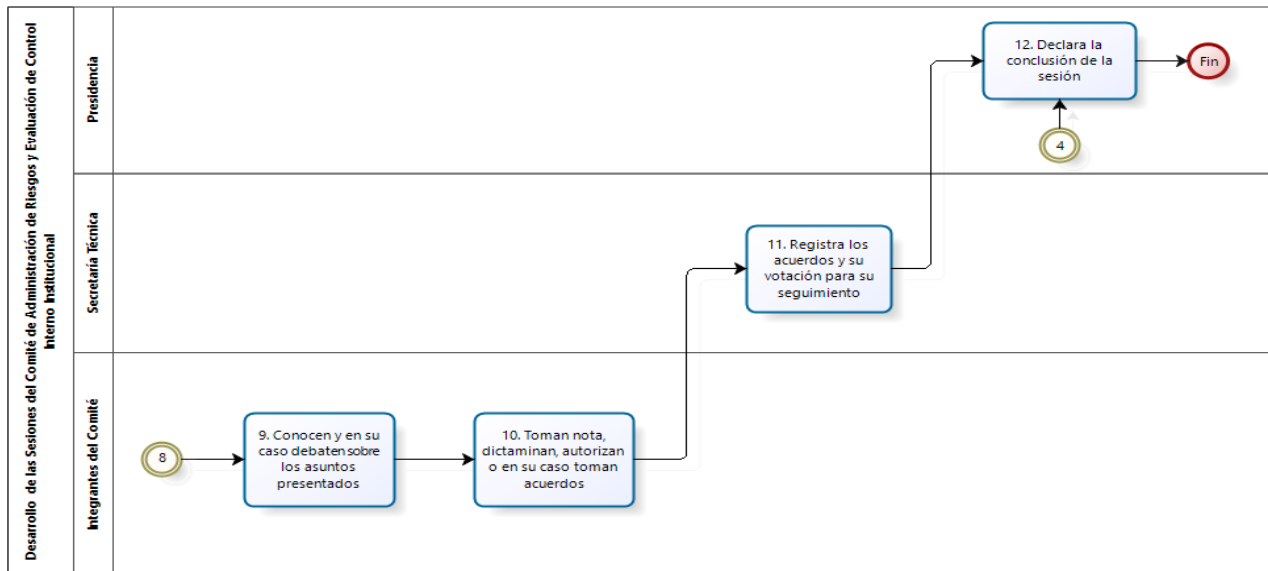 Desarrollo de las Sesiones del Comité de Administración de Riesgos y Evaluación de Control
Interno Institucional
Presidencia
12. Declara la
conclusión de la
sesión
Fin
4
Secretaría Técnica
11. Registra los
acuerdos y su
votación para su
seguimiento
Integrantes del Comité
8
9. Conocen y en su
caso debaten sobre
los asuntos
presentados
10. Toman nota,
dictaminan, autorizan
o en su caso toman
acuerdos